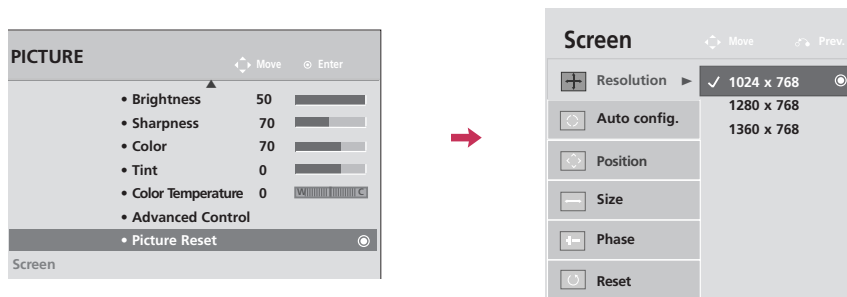 PICTURE
Move Enter
• Brightness 50
• Sharpness 70
• Color 70
• Tint 0
• Color Temperature 0 W C
• Advanced Control
• Picture Reset
Screen
Screen
Move Prev.
Resolution
Auto config.
Position
Size
Phase
Reset
✓ 1024 x 768
1280 x 768
1360 x 768